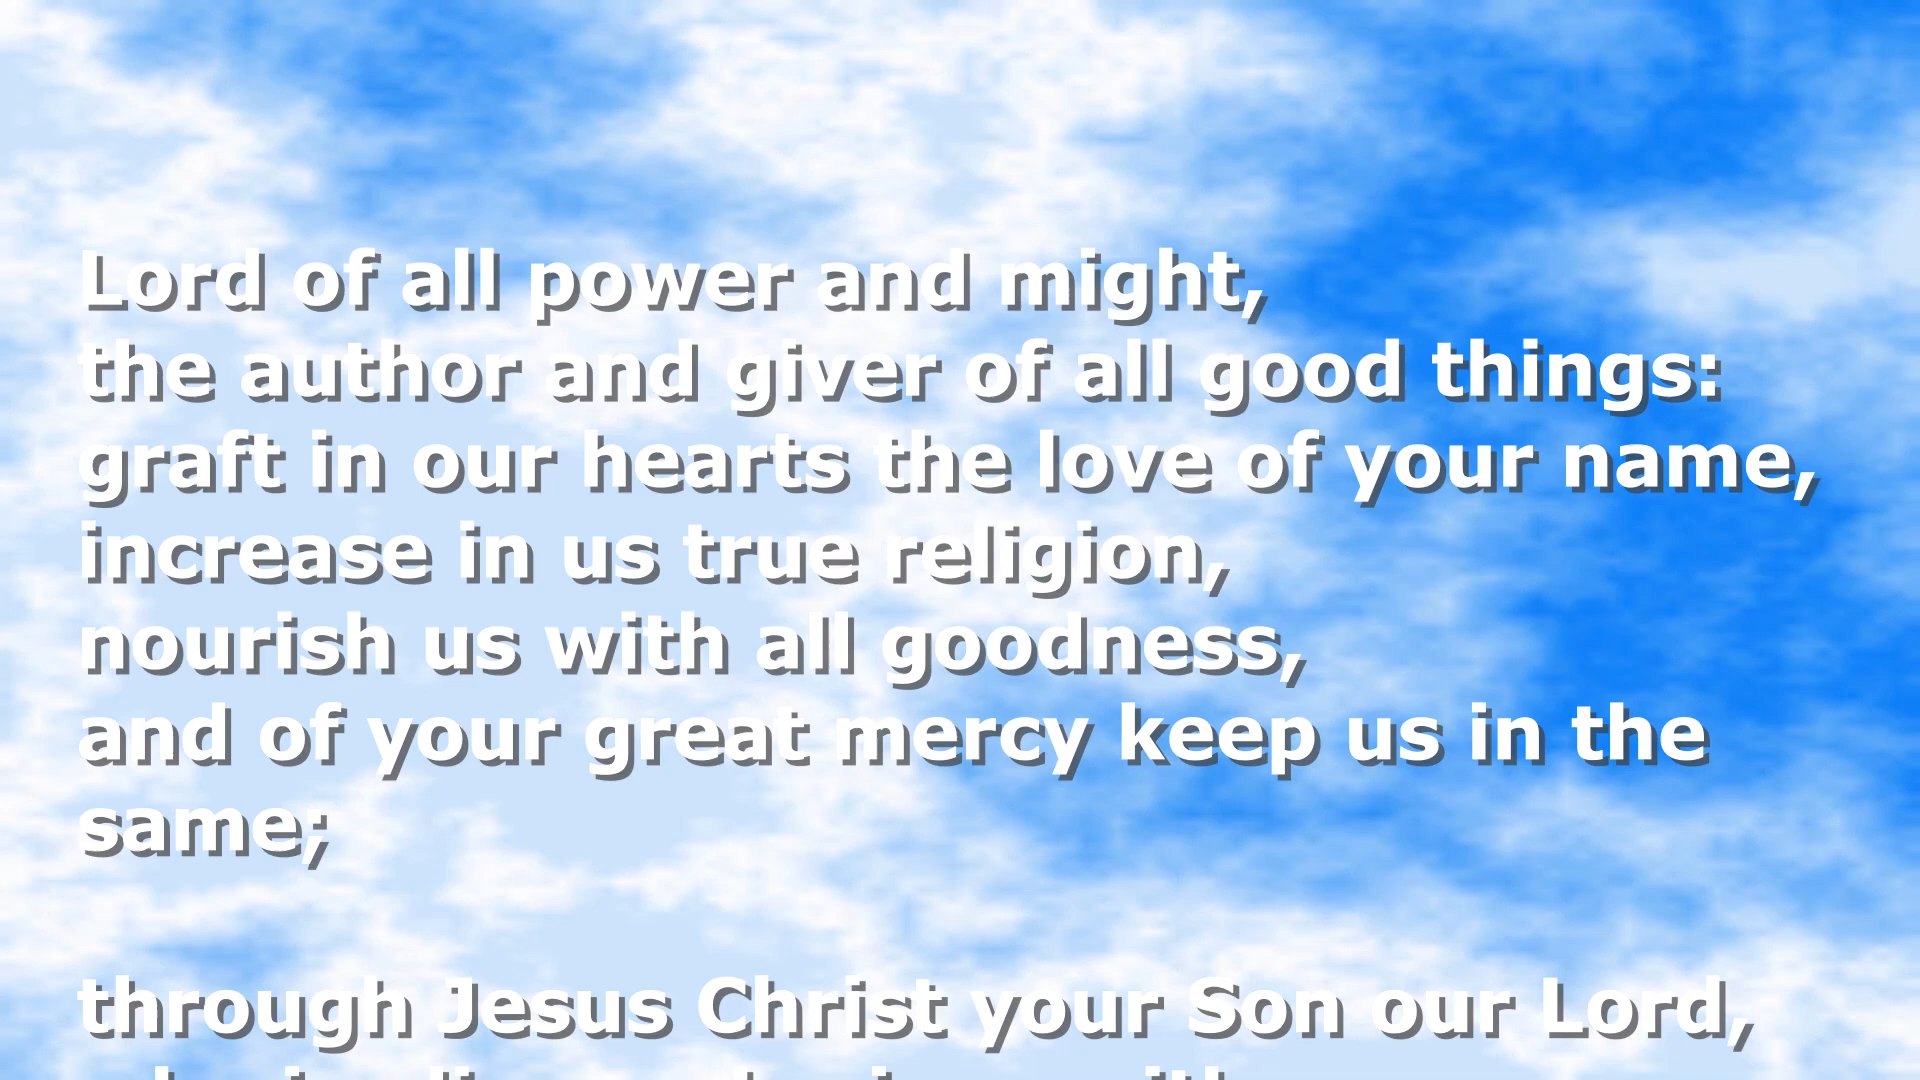 Lord of all power and might,
the author and giver of all good things:
graft in our hearts the love of your name,
increase in us true religion,
nourish us with all goodness,
and of your great mercy keep us in the
same;
through Jesus Christ your Son our Lord,